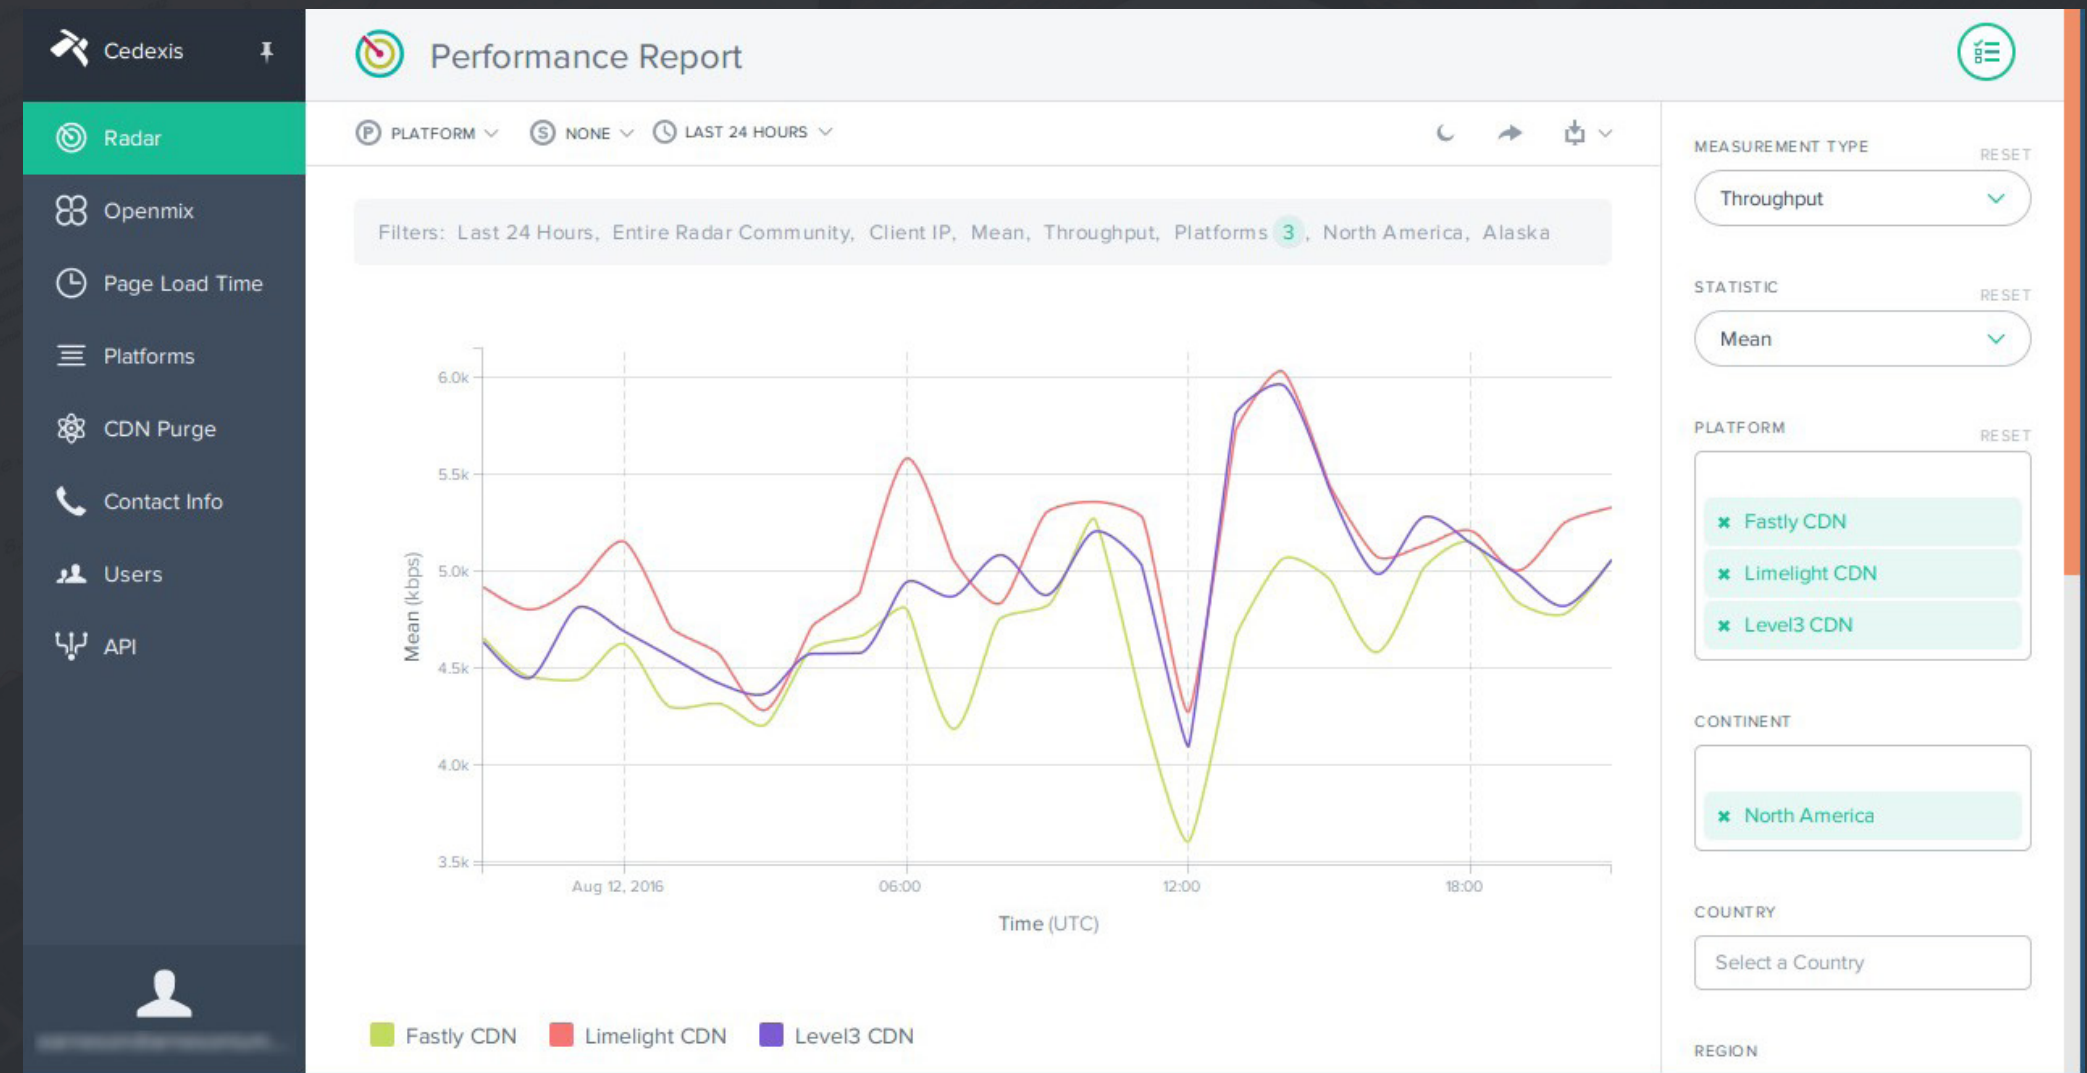 Cedexis
Radar
Openmix
Page Load Time
Platforms
CDN Purge
Contact Info
Users
API
Performance Report
P PLATFORM
S NONE
LAST 24 HOURS
Filters: Last 24 Hours, Entire Radar Community, Client IP, Mean, Throughput, Platforms 3, North America, Alaska
Mean (kbps)
6.0k
5.5k
5.0k
4.5k
4.0k
3.5k
Aug 12, 2016
06:00
12:00
18:00
Time (UTC)
Fastly CDN
Limelight CDN
Level3 CDN
MEASUREMENT TYPE
RESET
Throughput
STATISTIC
RESET
Mean
PLATFORM
RESET
Fastly CDN
Limelight CDN
Level3 CDN
CONTINENT
North America
COUNTRY
Select a Country
REGION